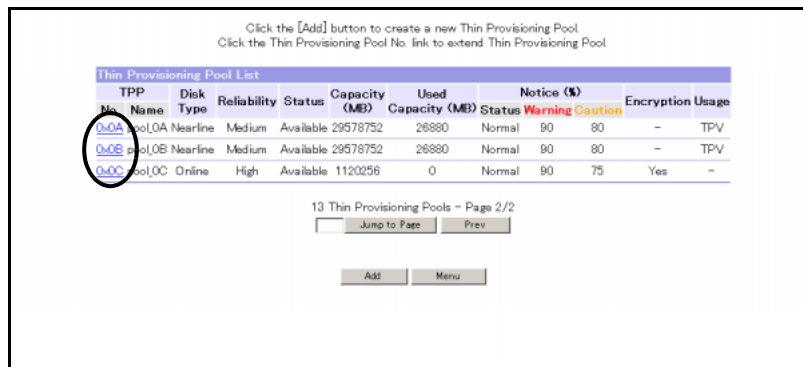 Click the [Add] button to create a new Thin Provisioning Pool.
Click the Thin Provisioning Pool No. link to extend Thin Provisioning Pool.
Thin Provisioning Pool List
TPP Disk Type Reliability Status Capacity (MB) Used Capacity (MB) Notice (%) Encryption Usage
No. Name Status Warning Caution
0x0A pool_0A Nearline Medium Available 29578752 26880 Normal 90 80 - TPV
0x0B pool_0B Nearline Medium Available 29578752 26880 Normal 90 80 - TPV
0x0C pool_0C Online High Available 1120256 0 Normal 90 75 Yes -
13 Thin Provisioning Pools - Page 2/2
Jump to Page Prev
Add Menu